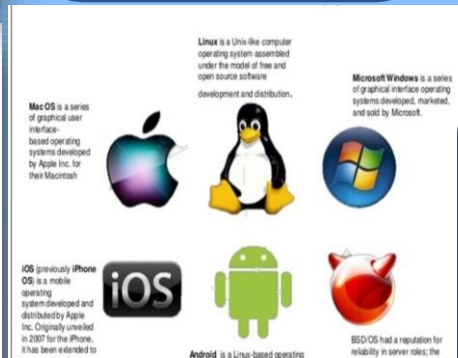 Linux is a Unix-like computer
operating system assembled
under the model of free and
open source software
development and distribution.
Microsoft Windows is a series
of graphical interface operating
systems developed, marketed,
and sold by Microsoft.
Mac OS is a series
of graphical user
interface-
based operating
systems developed
by Apple Inc. for
their Macintosh
iOS (previously iPhone
OS) is a mobile
operating
system developed and
distributed by Apple
Inc. Originally unveiled
in 2007 for the iPhone,
it has been extended to
iOS
Android is a Linux-based operating
BSD/OS had a reputation for
reliability in server roles; the